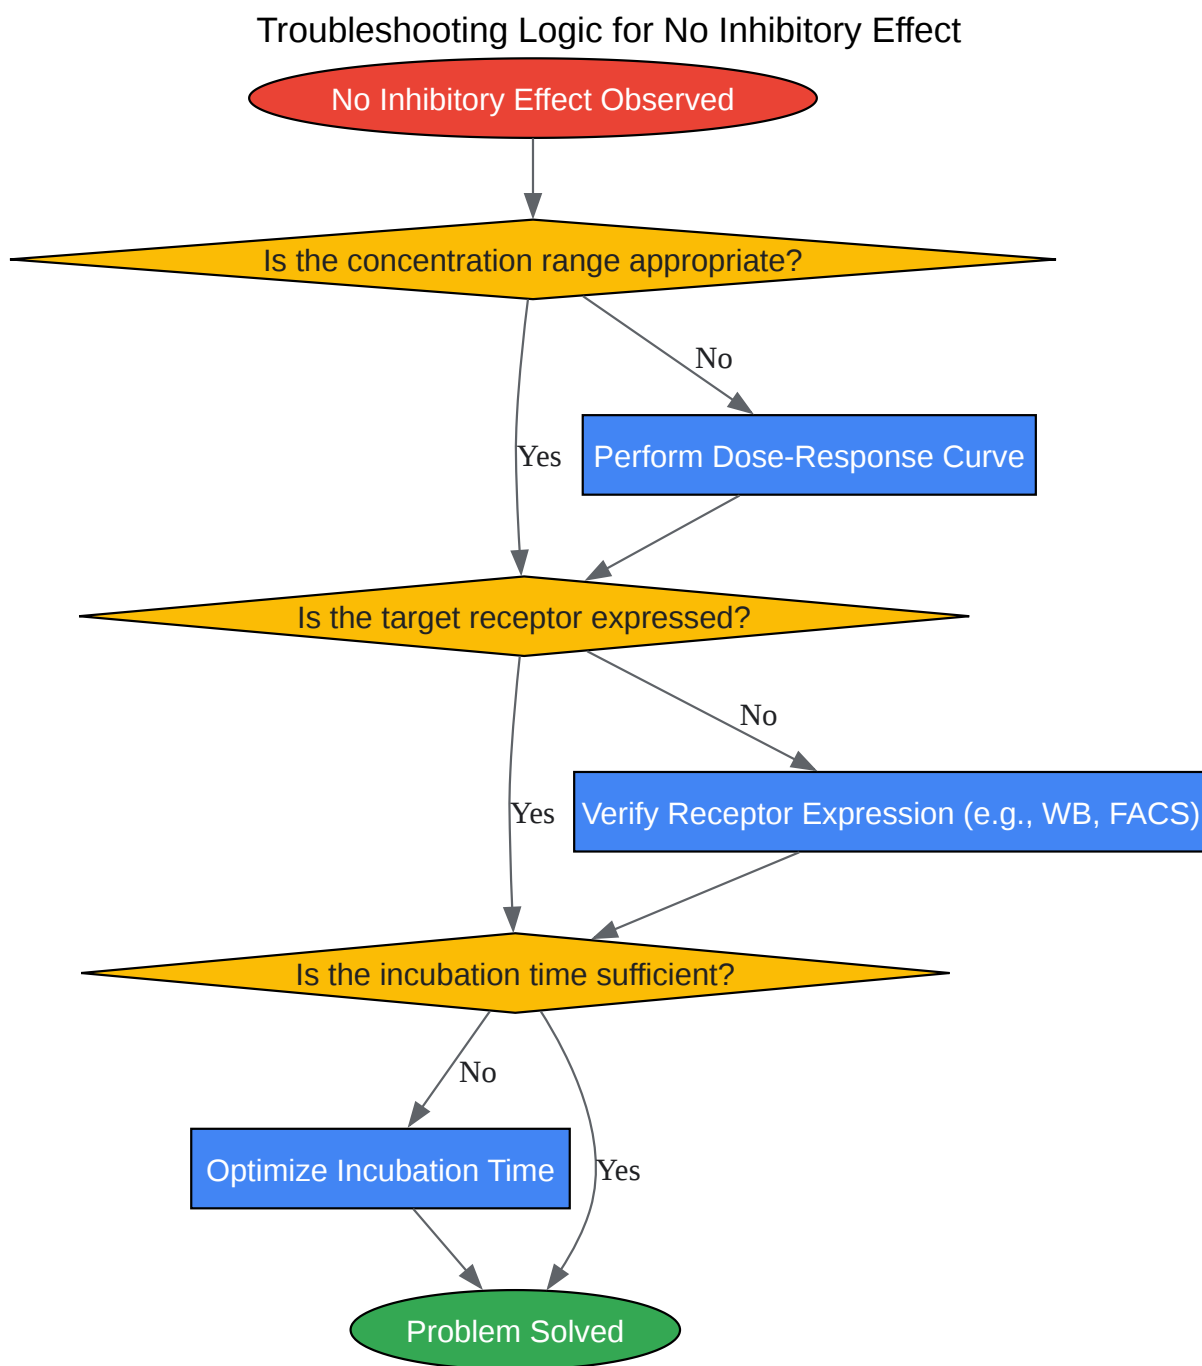 Troubleshooting Logic for No Inhibitory Effect
No Inhibitory Effect Observed
Is the concentration range appropriate?
No
Yes
Perform Dose-Response Curve
Is the target receptor expressed?
No
Yes
Verify Receptor Expression (e.g., WB, FACS)
Is the incubation time sufficient?
No
Optimize Incubation Time
Yes
Problem Solved